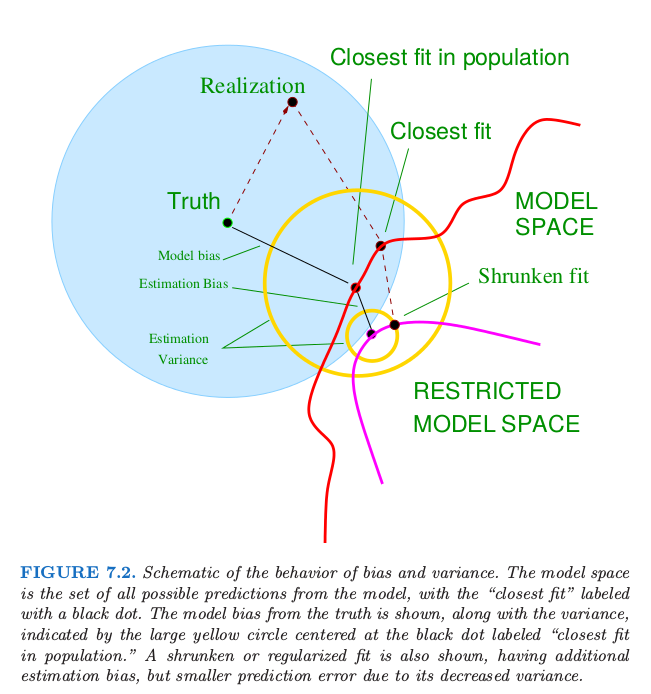 Closest fit in population
Realization
Closest fit
Truth
MODEL
SPACE
Model bias
Shrunken fit
Estimation Bias
Estimation
Variance
RESTRICTED
MODEL SPACE
FIGURE 7.2. Schematic of the behavior of bias and variance. The model space
is the set of all possible predictions from the model, with the “closest fit” labeled
with a black dot. The model bias from the truth is shown, along with the variance,
indicated by the large yellow circle centered at the black dot labeled “closest fit
in population.” A shrunken or regularized fit is also shown, having additional
estimation bias, but smaller prediction error due to its decreased variance.